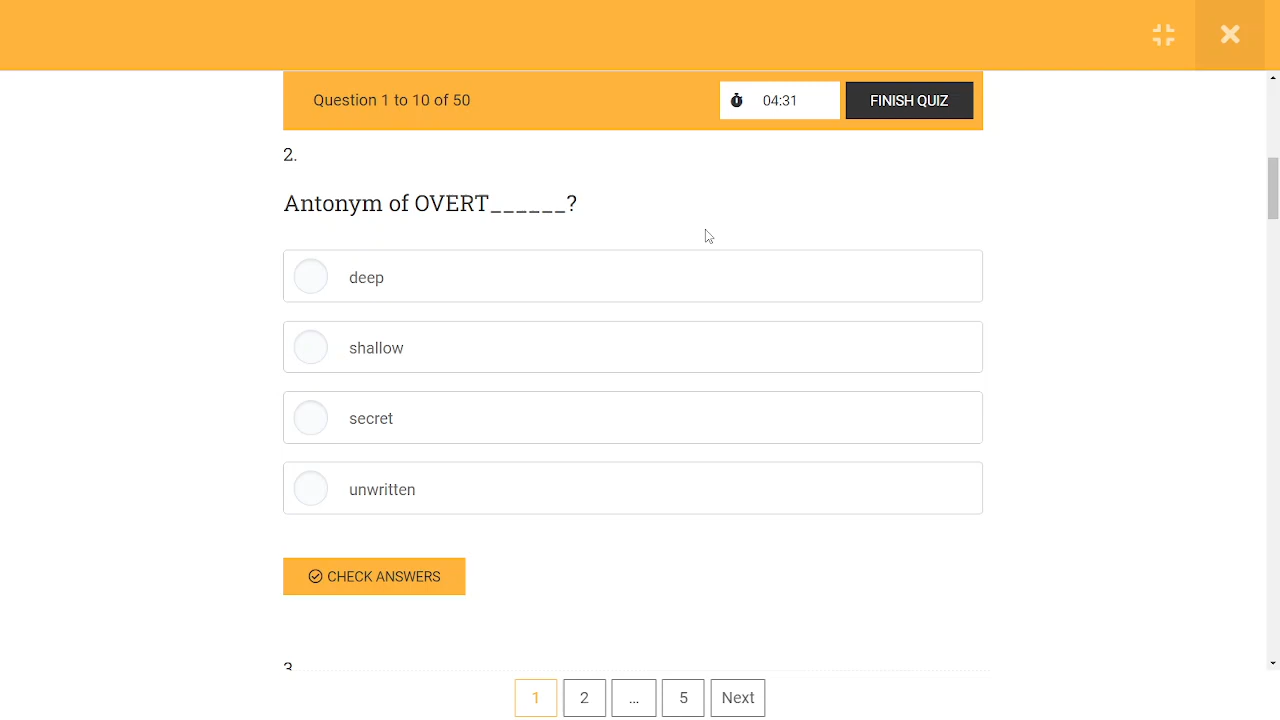 Question 1 to 10 of 50
04:31
FINISH QUIZ
2.
Antonym of OVERT______?
deep
shallow
secret
unwritten
CHECK ANSWERS
3
1
2
...
5
Next